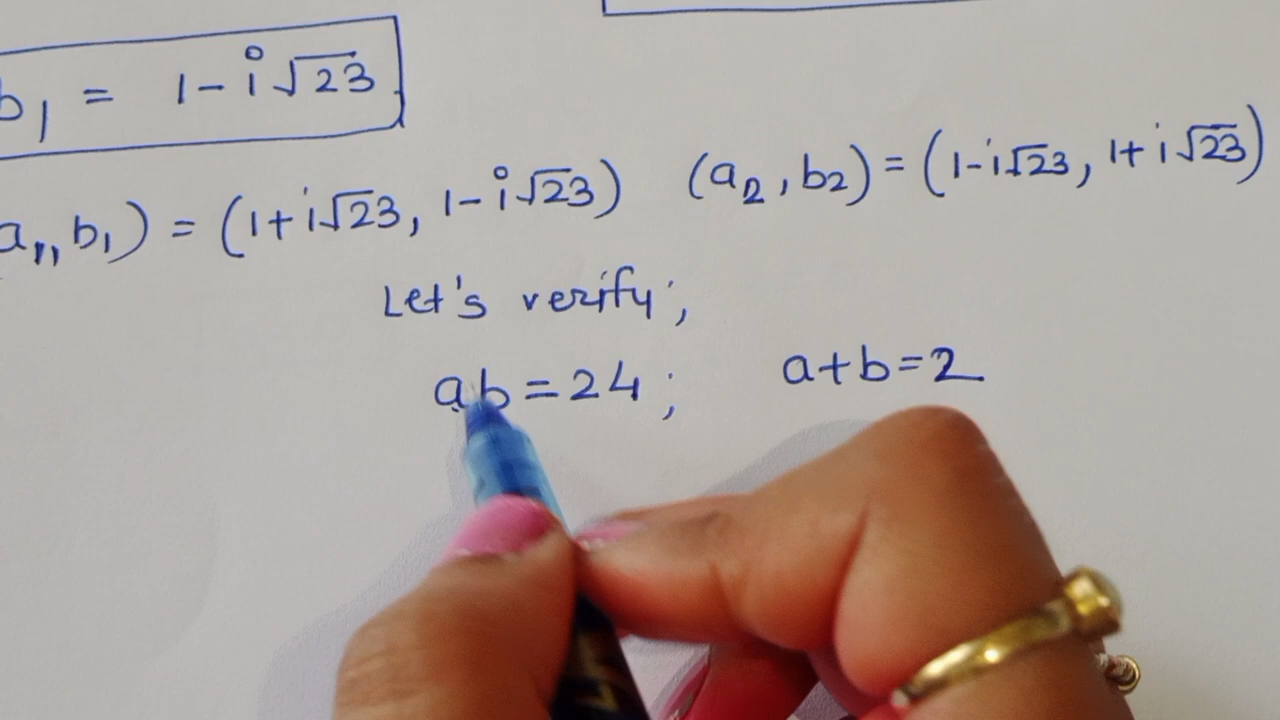 b₁ = 1-i√23
a₁, b₁) = (1+i√23, 1-i√23) (a₂, b₂) = (1-i√23, 1+i√23)
Let's verify;
ab = 24; a+b=2